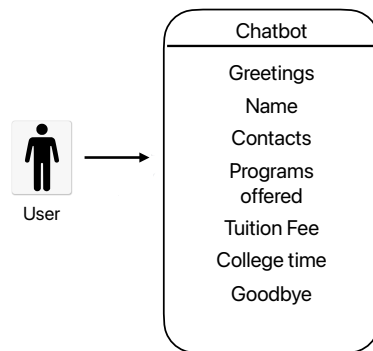 Chatbot
Greetings
Name
Contacts
Programs
offered
Tuition Fee
College time
Goodbye
User